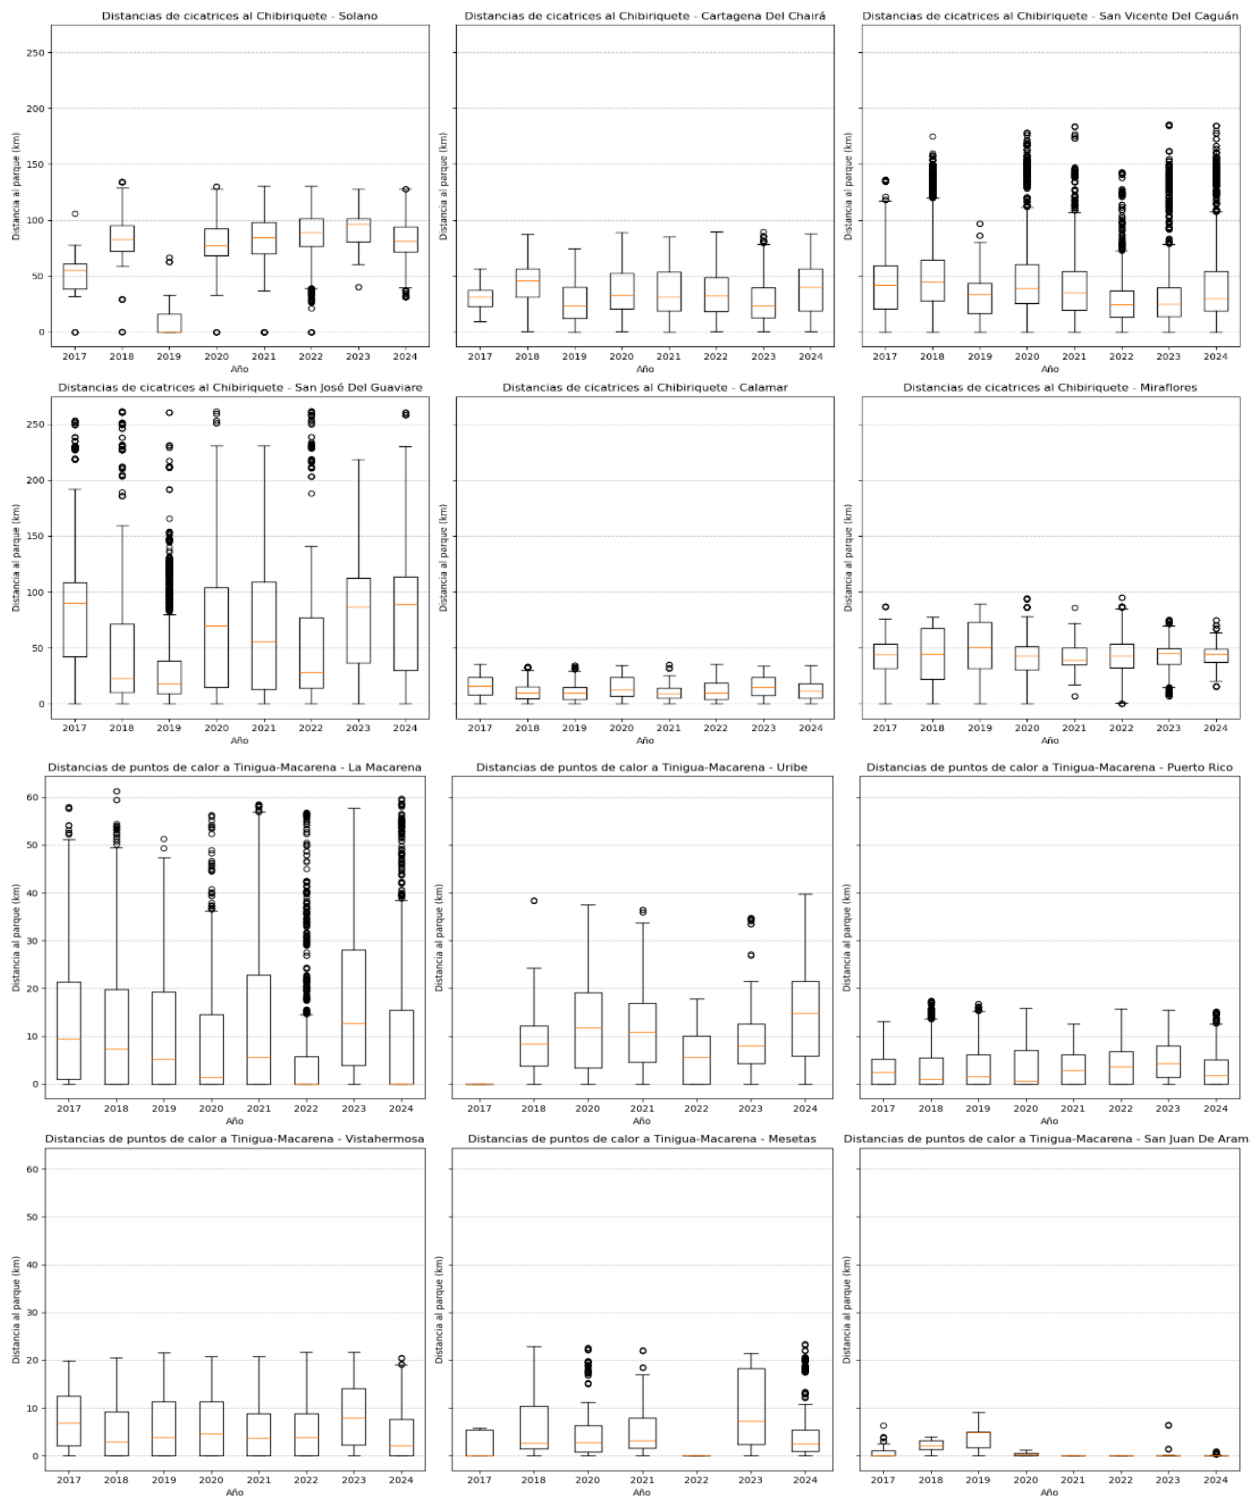 Distancias de cicatrices al Chibiriquete - Solano
Distancias de cicatrices al Chibiriquete - Cartagena Del Chairá
Distancias de cicatrices al Chibiriquete - San Vicente Del Caguán
Distancia al parque (km)
250
200
150
100
50
0
2017 2018 2019 2020 2021 2022 2023 2024
Año
Distancia al parque (km)
2017 2018 2019 2020 2021 2022 2023 2024
Año
Distancia al parque (km)
2017 2018 2019 2020 2021 2022 2023 2024
Año
Distancias de cicatrices al Chibiriquete - San José Del Guaviare
Distancias de cicatrices al Chibiriquete - Calamar
Distancias de cicatrices al Chibiriquete - Miraflores
Distancia al parque (km)
250
200
150
100
50
0
2017 2018 2019 2020 2021 2022 2023 2024
Año
Distancia al parque (km)
2017 2018 2019 2020 2021 2022 2023 2024
Año
Distancia al parque (km)
2017 2018 2019 2020 2021 2022 2023 2024
Año
Distancias de puntos de calor a Tinigua-Macarena - La Macarena
Distancias de puntos de calor a Tinigua-Macarena - Uribe
Distancias de puntos de calor a Tinigua-Macarena - Puerto Rico
Distancia al parque (km)
60
50
40
30
20
10
0
2017 2018 2019 2020 2021 2022 2023 2024
Año
Distancia al parque (km)
2017 2018 2020 2021 2022 2023 2024
Año
Distancia al parque (km)
2017 2018 2019 2020 2021 2022 2023 2024
Año
Distancias de puntos de calor a Tinigua-Macarena - Vistahermosa
Distancias de puntos de calor a Tinigua-Macarena - Mesetas
Distancias de puntos de calor a Tinigua-Macarena - San Juan De Aram
Distancia al parque (km)
60
50
40
30
20
10
0
2017 2018 2019 2020 2021 2022 2023 2024
Año
Distancia al parque (km)
2017 2018 2020 2021 2022 2023 2024
Año
Distancia al parque (km)
2017 2018 2019 2020 2021 2022 2023 2024
Año